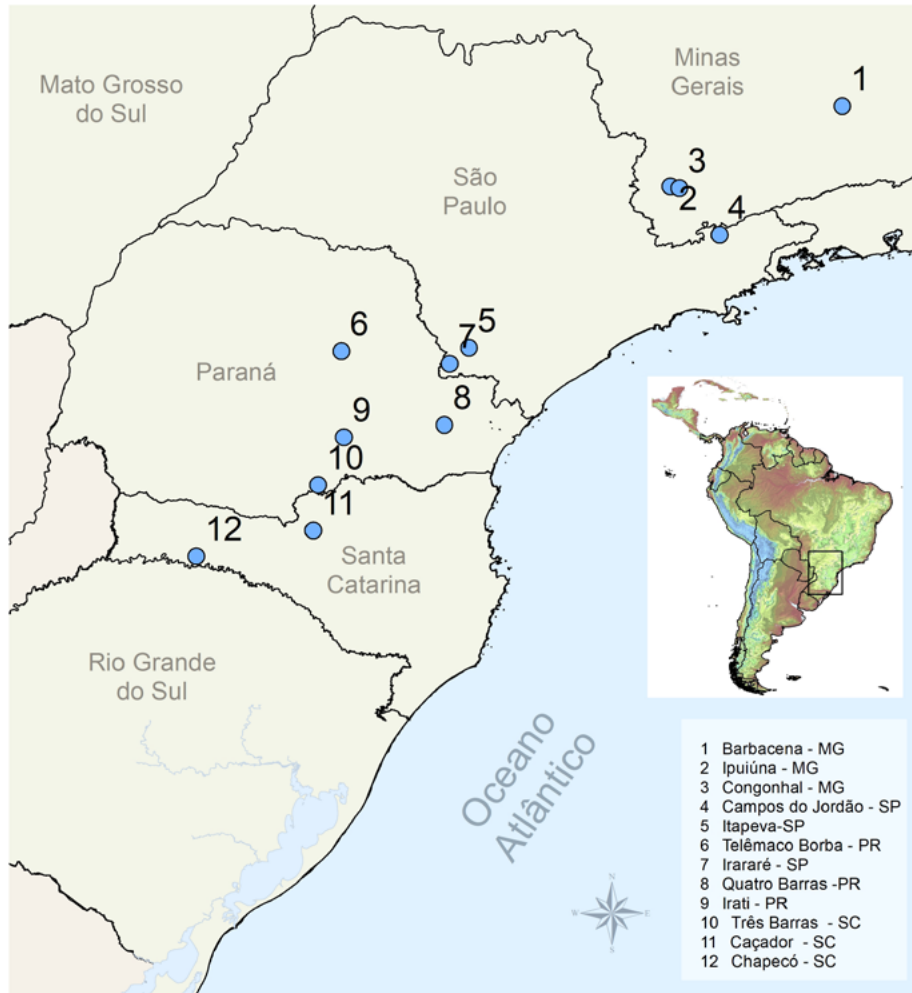 Minas
Gerais
1
Mato Grosso
do Sul
São
Paulo
3
2
4
5
7
6
Paraná
8
9
10
11
12
Santa
Catarina
Rio Grande
do Sul
Oceano
Atlântico
N
W
E
S
1 Barbacena - MG
2 Ipuiúna - MG
3 Congonhal - MG
4 Campos do Jordão - SP
5 Itapeva-SP
6 Telêmaco Borba - PR
7 Irararé - SP
8 Quatro Barras -PR
9 Irati - PR
10 Três Barras - SC
11 Caçador - SC
12 Chapecó - SC